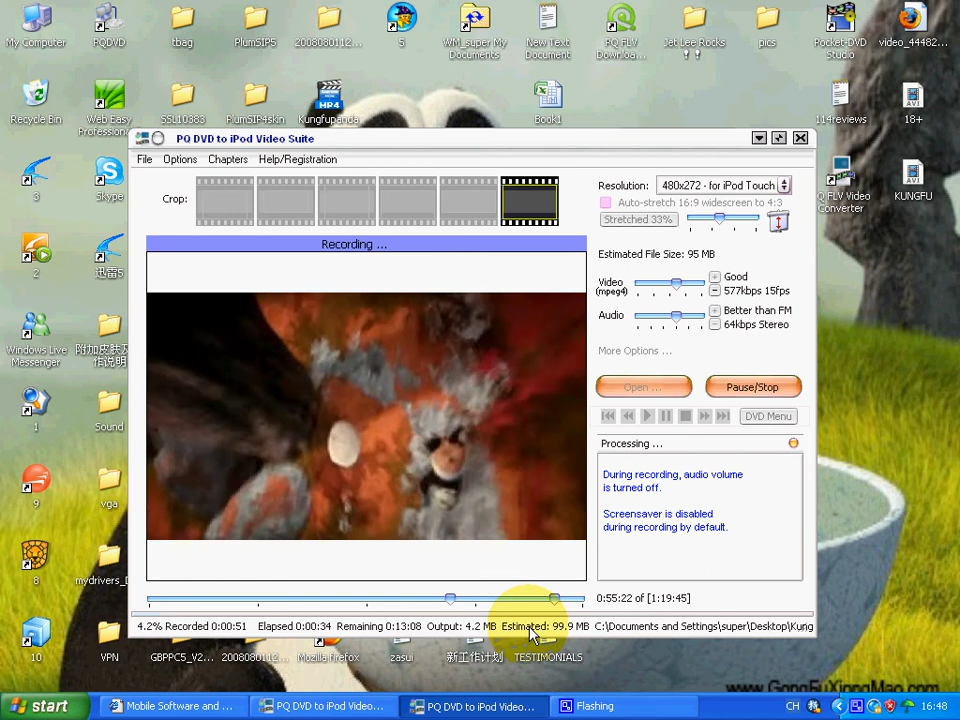 My Computer
PQDVD
tbag
PlumSIP5
2008080112...
5
WM_super My Documents
New Text Document
PQ FLV Downloa...
Jet Lee Rocks !!
pics
Pocket-DVD Studio
video_44482...
Recycle Bin
Web Easy Professiona
SSL10383
PlumSIP4skin
MP4
Kungfupanda
Book1
114reviews
AVI
18+
PQ DVD to iPod Video Suite
File Options Chapters Help/Registration
3
Skype
Q FLV Video Converter
AVI
KUNGFU
Crop:
Resolution: 480x272 - for iPod Touch
Auto-stretch 16:9 widescreen to 4:3
Stretched 33%
Recording ...
Estimated File Size: 95 MB
2
迅雷5
Video (mpeg4)
+ Good
- 577kbps 15fps
Audio
+ Better than FM
- 64kbps Stereo
Windows Live Messenger
More Options ...
Open ...
Pause/Stop
DVD Menu
1
Sound
Processing ...
During recording, audio volume
is turned off.
Screensaver is disabled
during recording by default.
9
vga
8
mydrivers_
0:55:22 of [1:19:45]
4.2% Recorded 0:00:51 Elapsed 0:00:34 Remaining 0:13:08 Output: 4.2 MB Estimated: 99.9 MB C:\Documents and Settings\super\Desktop\Kung
10
VPN
GBPPC5_V2...
2008080112...
Mozilla Firefox
zasui
新工作计划
TESTIMONIALS
www.GongFuXiongMao.com
start
Mobile Software and ...
PQ DVD to iPod Video...
PQ DVD to iPod Video...
Flashing
CH
16:48